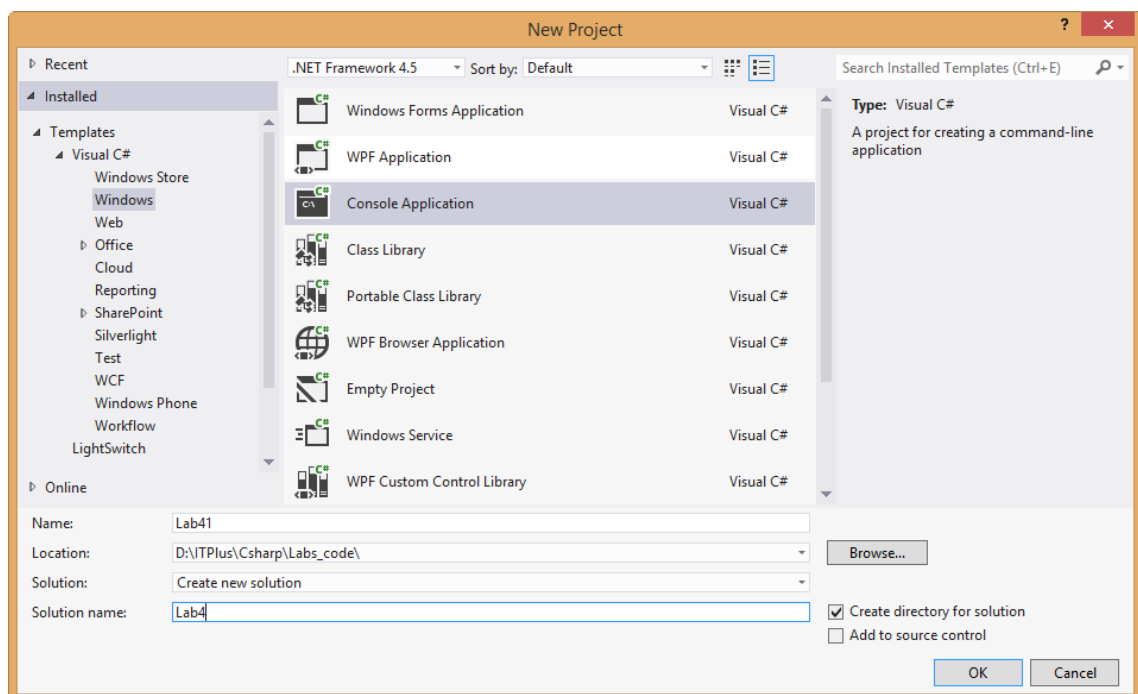 New Project
?
Recent
.NET Framework 4.5 Sort by: Default
Search Installed Templates (Ctrl+E)
Installed
Templates
Visual C#
Windows Store
Windows
Web
Office
Cloud
Reporting
SharePoint
Silverlight
Test
WCF
Windows Phone
Workflow
LightSwitch
Online
C# Windows Forms Application Visual C#
C# WPF Application Visual C#
C# C:\ Console Application Visual C#
C# Class Library Visual C#
C# Portable Class Library Visual C#
C# WPF Browser Application Visual C#
C# Empty Project Visual C#
C# Windows Service Visual C#
C# WPF Custom Control Library Visual C#
Type: Visual C#
A project for creating a command-line
application
Name: Lab41
Location: D:\ITPlus\Csharp\Labs_code\ Browse...
Solution: Create new solution
Solution name: Lab4
Create directory for solution
Add to source control
OK Cancel